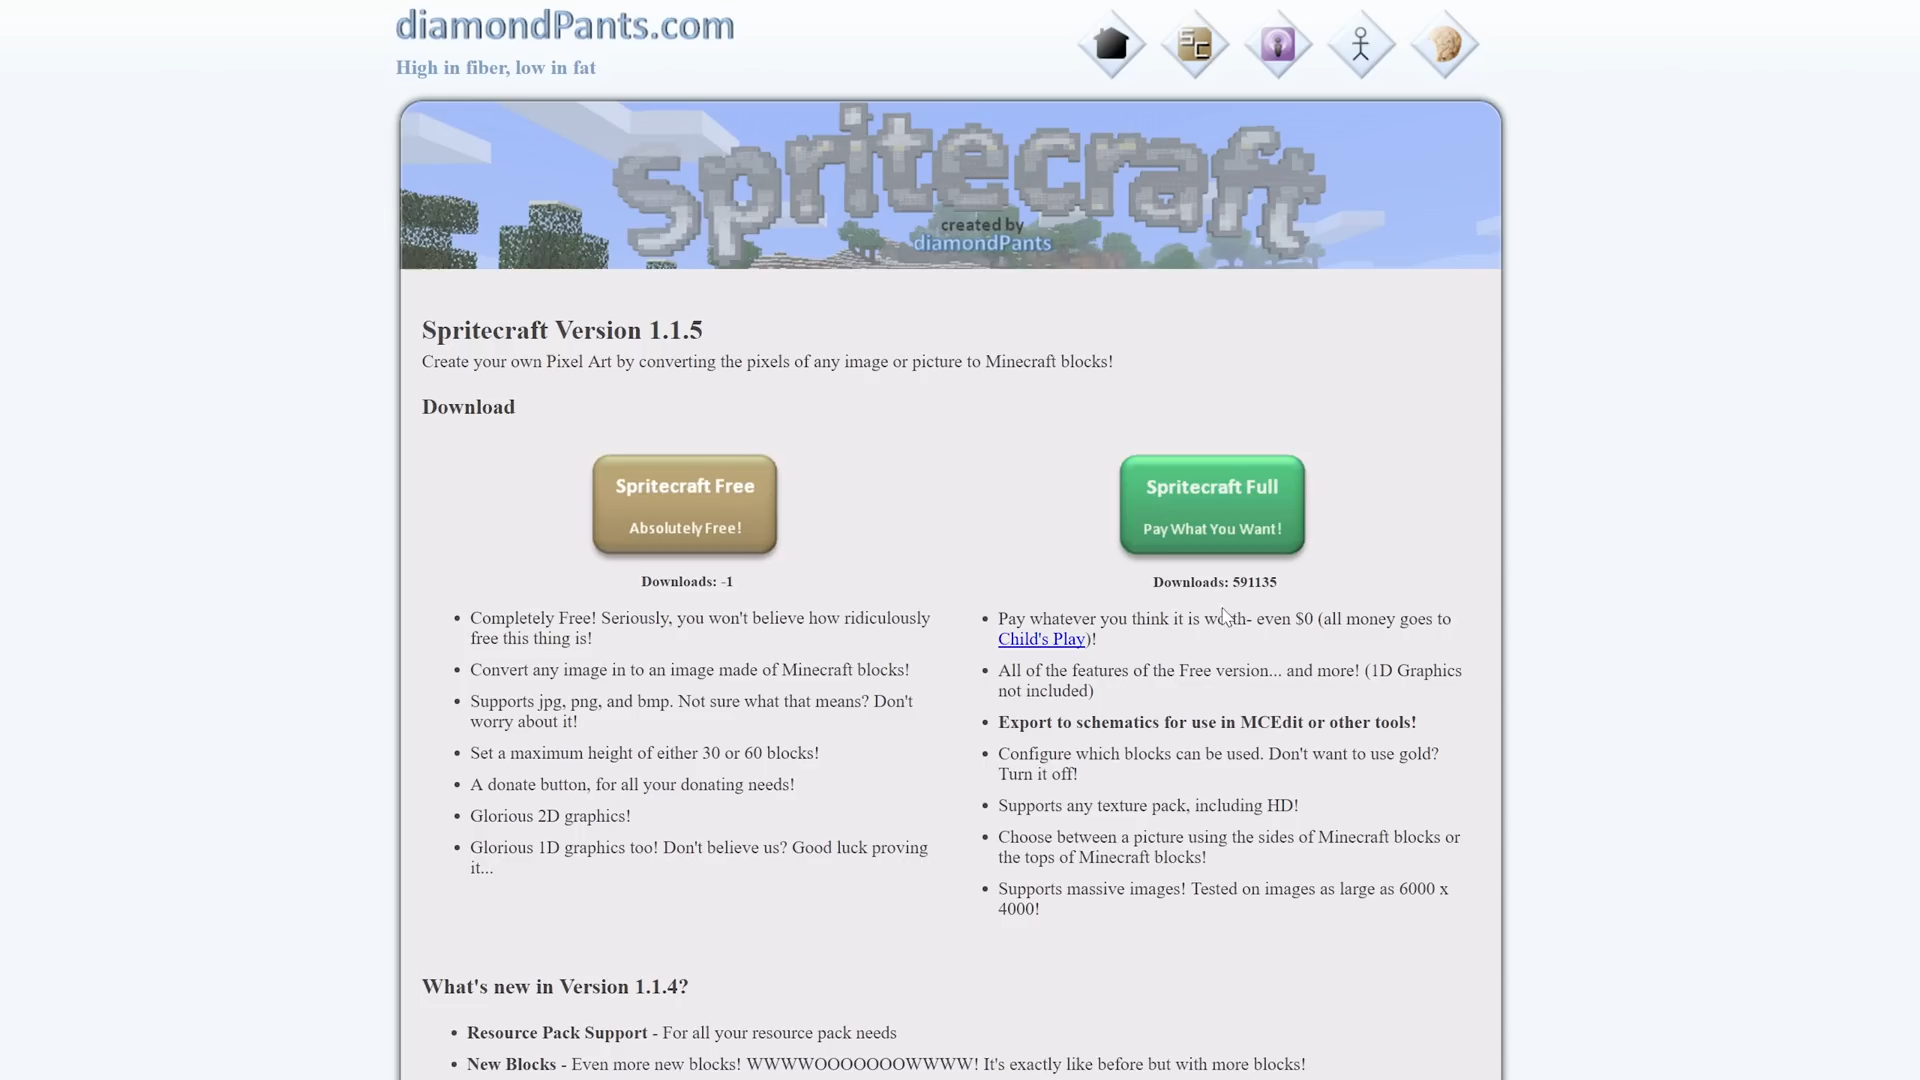 diamondPants.com
High in fiber, low in fat
SC
spritecraft
created by
diamondPants
Spritecraft Version 1.1.5
Create your own Pixel Art by converting the pixels of any image or picture to Minecraft blocks!
Download
Spritecraft Free
Absolutely Free!
Downloads: -1
• Completely Free! Seriously, you won't believe how ridiculously
free this thing is!
• Convert any image in to an image made of Minecraft blocks!
• Supports jpg, png, and bmp. Not sure what that means? Don't
worry about it!
• Set a maximum height of either 30 or 60 blocks!
• A donate button, for all your donating needs!
• Glorious 2D graphics!
• Glorious 1D graphics too! Don't believe us? Good luck proving
it...
Spritecraft Full
Pay What You Want!
Downloads: 591135
• Pay whatever you think it is worth- even $0 (all money goes to
Child's Play)!
• All of the features of the Free version... and more! (1D Graphics
not included)
• Export to schematics for use in MCEdit or other tools!
• Configure which blocks can be used. Don't want to use gold?
Turn it off!
• Supports any texture pack, including HD!
• Choose between a picture using the sides of Minecraft blocks or
the tops of Minecraft blocks!
• Supports massive images! Tested on images as large as 6000 x
4000!
What's new in Version 1.1.4?
• Resource Pack Support - For all your resource pack needs
• New Blocks - Even more new blocks! WWWWOOOOOOOWWWW! It's exactly like before but with more blocks!